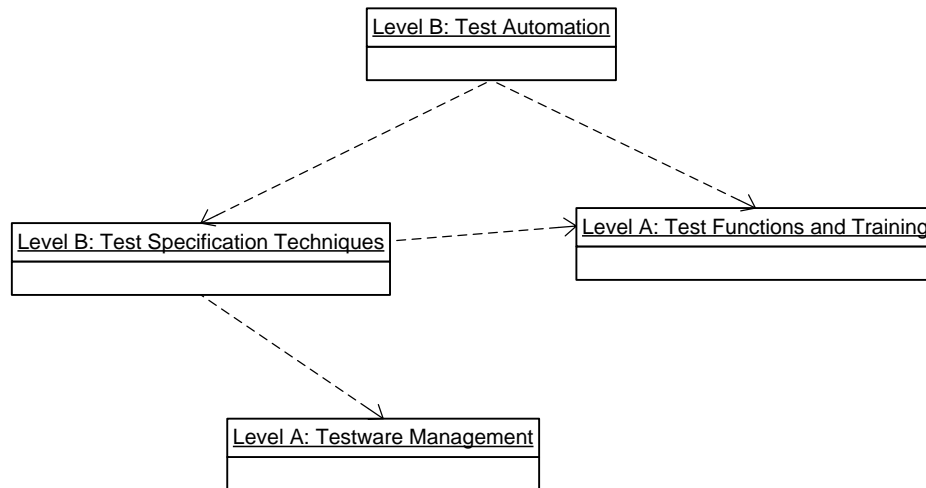 Level B: Test Automation
Level B: Test Specification Techniques
Level A: Test Functions and Training
Level A: Testware Management